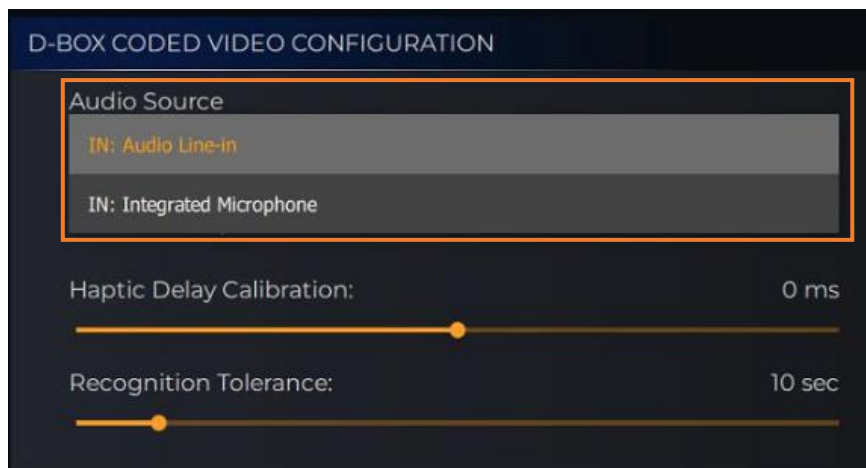 D-BOX CODED VIDEO CONFIGURATION
Audio Source
IN: Audio Line-in
IN: Integrated Microphone
Haptic Delay Calibration: 0 ms
Recognition Tolerance: 10 sec